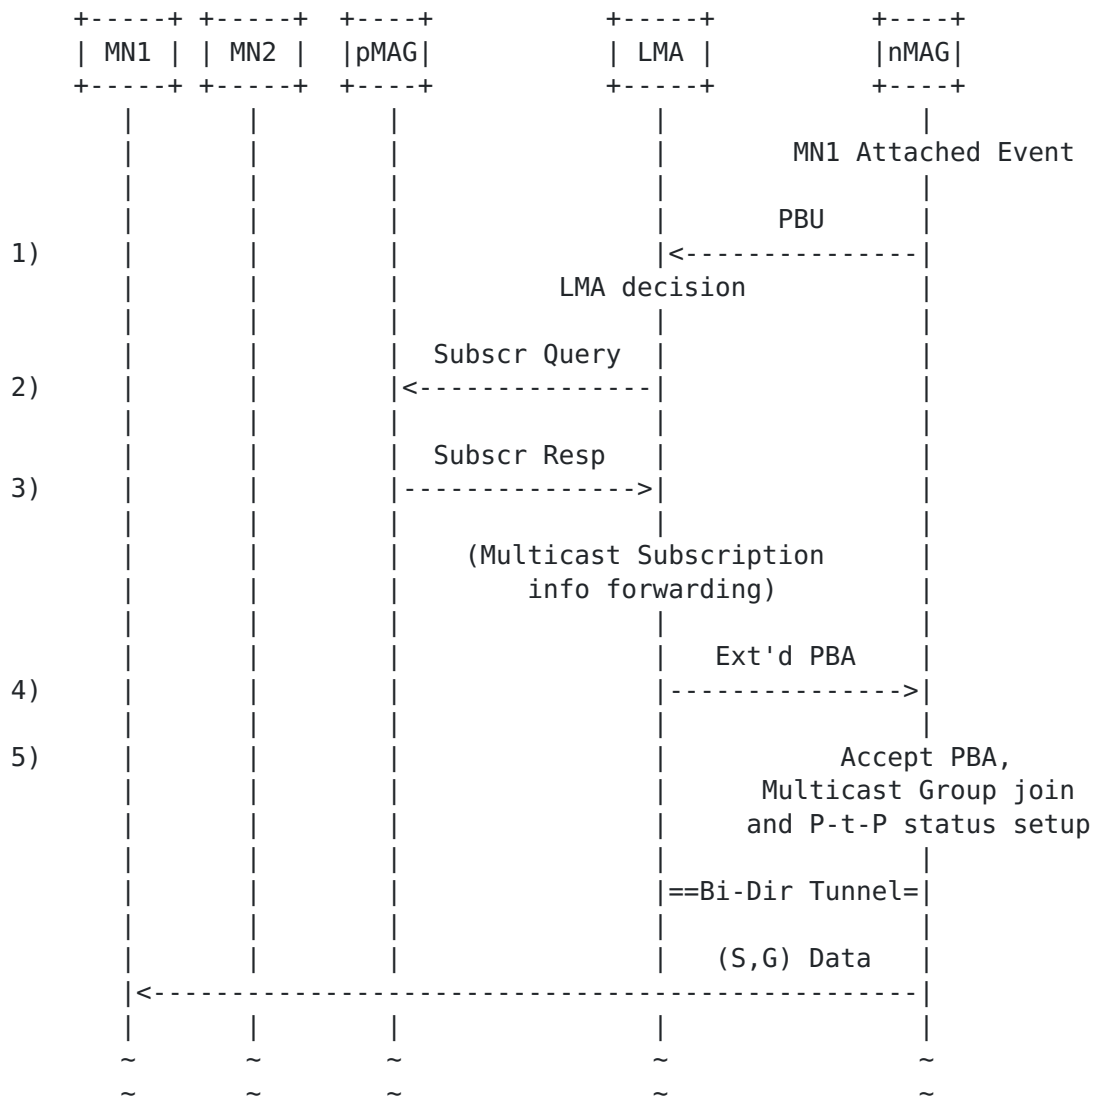 +-----+ +-----+  +----+           +-----+          +----+
| MN1 | | MN2 |  |pMAG|           | LMA |          |nMAG|
+-----+ +-----+  +----+           +-----+          +----+
MN1 Attached Event
PBU
1) |<---------------|
LMA decision
Subscr Query
2) |<---------------|
Subscr Resp
3) |--------------->|
(Multicast Subscription
info forwarding)
Ext'd PBA
4) |--------------->|
5) Accept PBA,
Multicast Group join
and P-t-P status setup
|==Bi-Dir Tunnel=|
(S,G) Data
|<-------------------------------------------------|
~ ~ ~ ~ ~
~ ~ ~ ~ ~